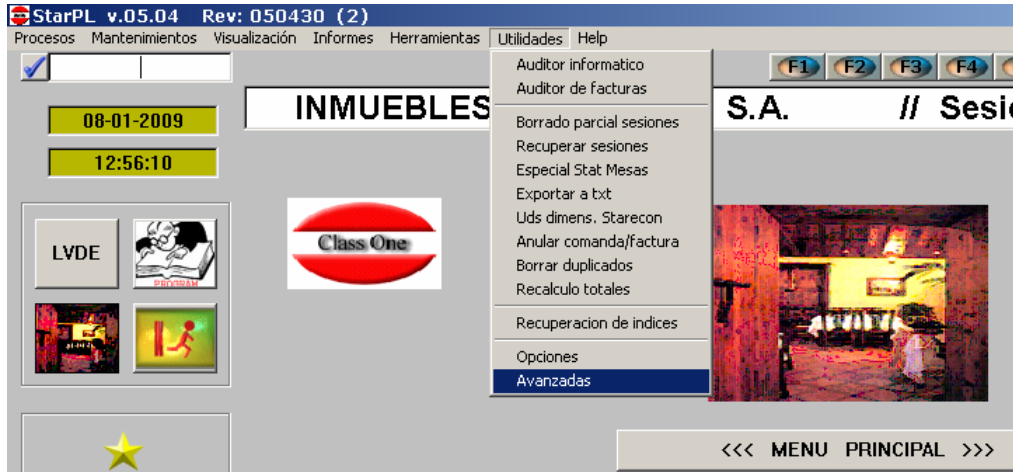 StarPL v.05.04 Rev: 050430 (2)
Procesos Mantenimientos Visualización Informes Herramientas Utilidades Help
F1 F2 F3 F4
INMUEBLES S.A. // Sesi
08-01-2009
12:56:10
LVDE
PROGRAM
Class One
Auditor informatico
Auditor de facturas
Borrado parcial sesiones
Recuperar sesiones
Especial Stat Mesas
Exportar a txt
Uds dimens. Starecon
Anular comanda/factura
Borrar duplicados
Recalculo totales
Recuperacion de indices
Opciones
Avanzadas
<<< MENU PRINCIPAL >>>